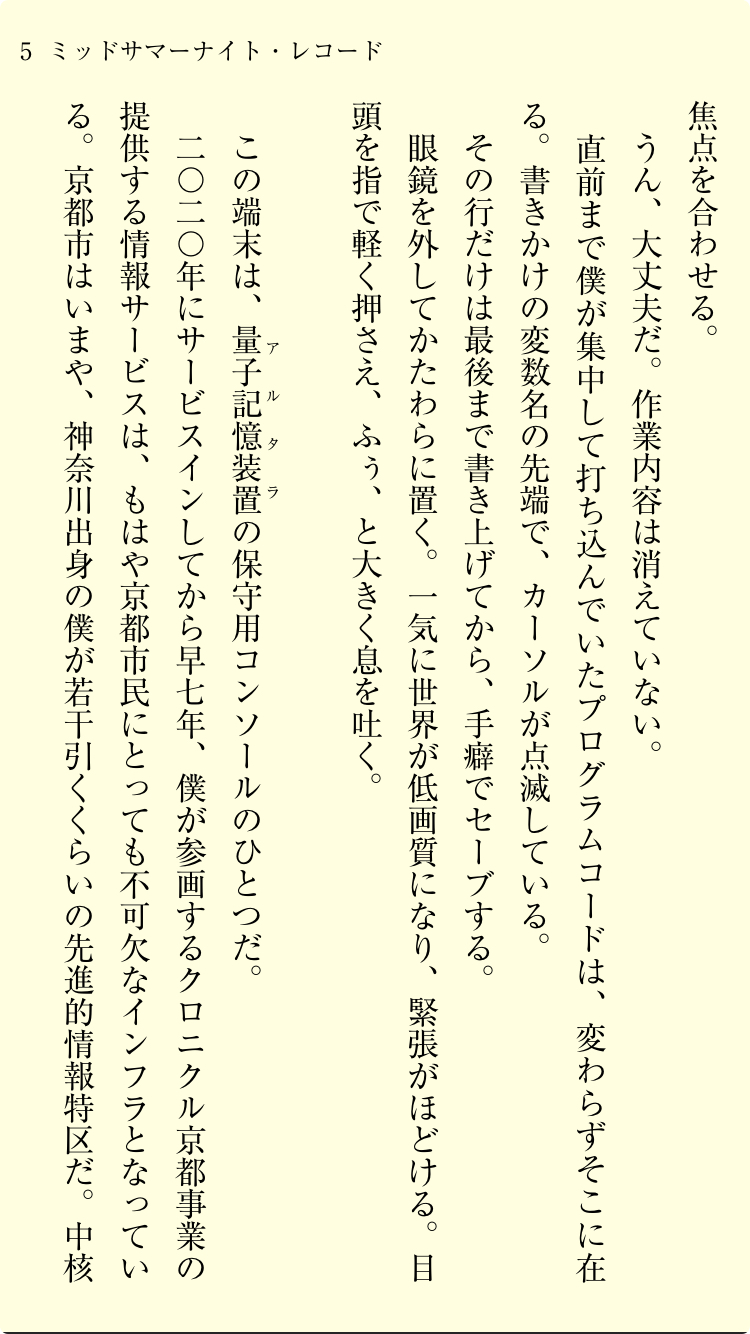 5 ミッドサマーナイト・レコード
焦点を合わせる。
うん、大丈夫だ。作業内容は消えていない。
直前まで僕が集中して打ち込んでいたプログラムコードは、変わらずそこに在
る。書きかけの変数名の先端で、カーソルが点滅している。
その行だけは最後まで書き上げてから、手癖でセーブする。
眼鏡を外してかたわらに置く。一気に世界が低画質になり、緊張がほどける。目
頭を指で軽く押さえ、ふぅ、と大きく息を吐く。
この端末は、量子記憶装置の保守用コンソールのひとつだ。
アルタラ
二〇二〇年にサービスインしてから早七年、僕が参画するクロニクル京都事業の
提供する情報サービスは、もはや京都市民にとっても不可欠なインフラとなってい
る。京都市はいまや、神奈川出身の僕が若干引くくらいの先進的情報特区だ。中核